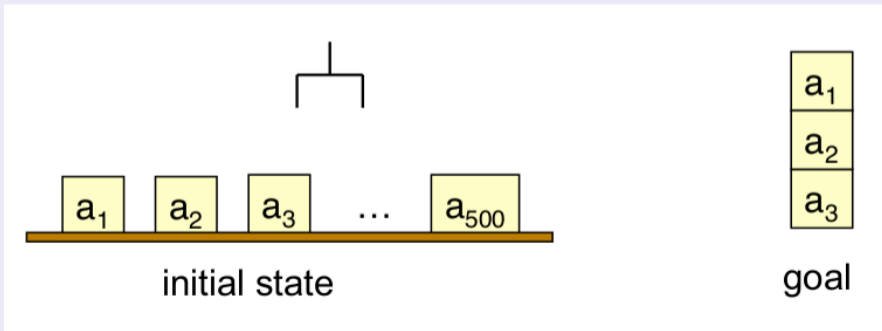 a₁
a₂
a₃
a₁ a₂ a₃ ... a₅₀₀
initial state
goal